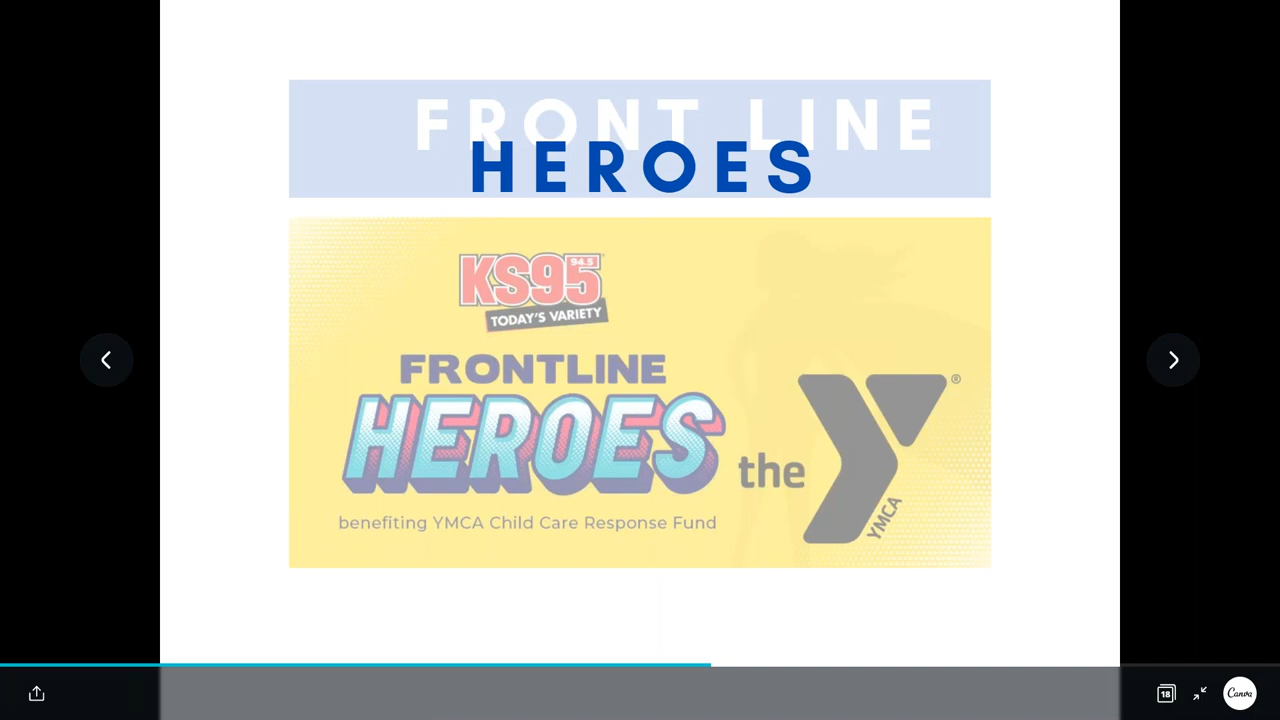 FRONT LINE
HEROES
KS95
94.5
TODAY'S VARIETY
FRONTLINE
HEROES
the
®
YMCA
benefiting YMCA Child Care Response Fund
18
Canva